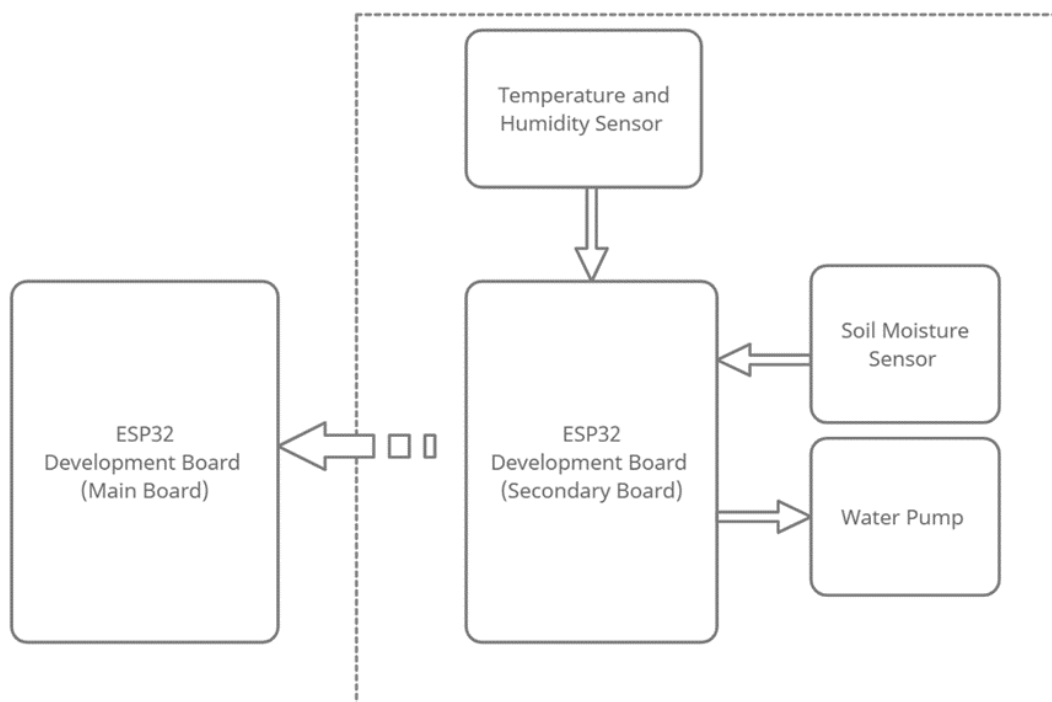 Temperature and
Humidity Sensor
Soil Moisture
Sensor
ESP32
Development Board
(Main Board)
ESP32
Development Board
(Secondary Board)
Water Pump